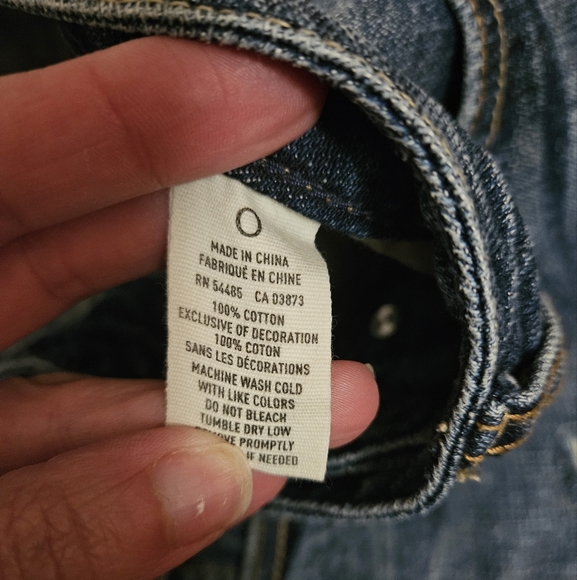 O
MADE IN CHINA
FABRIQUÉ EN CHINE
RN 54485 CA 03873
100% COTTON
EXCLUSIVE OF DECORATION
100% COTON
SANS LES DÉCORATIONS
MACHINE WASH COLD
WITH LIKE COLORS
DO NOT BLEACH
TUMBLE DRY LOW
PROMPTLY
IF NEEDED